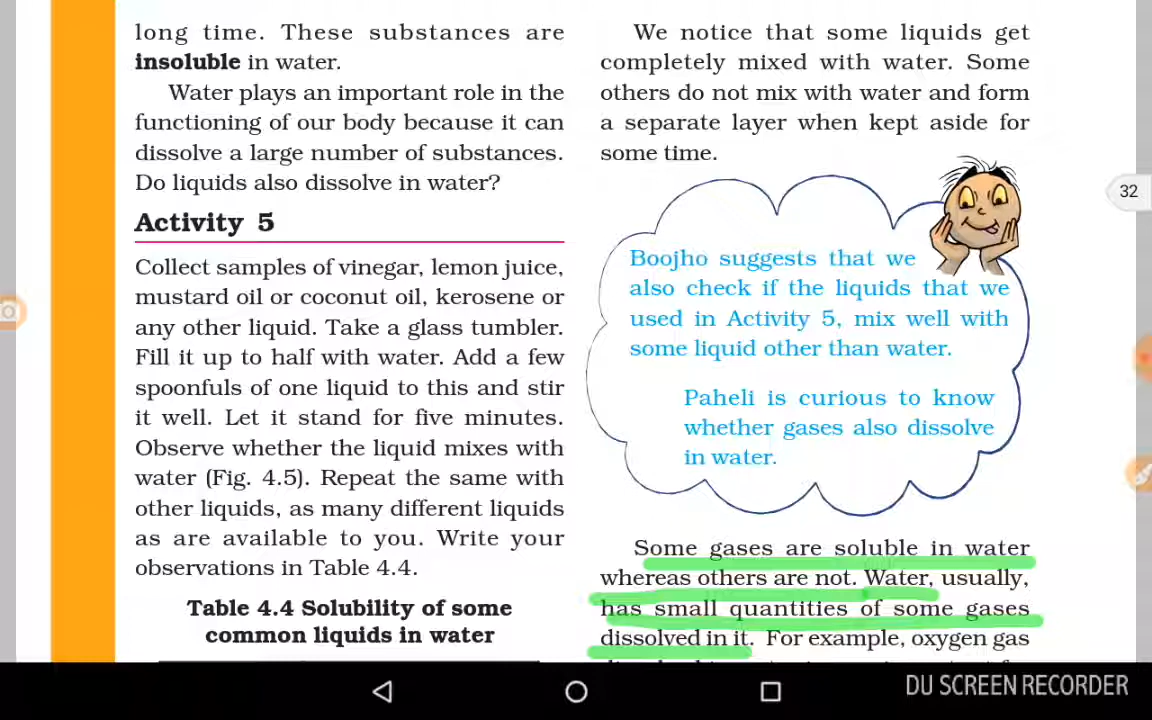 long time. These substances are
insoluble in water.
Water plays an important role in the
functioning of our body because it can
dissolve a large number of substances.
Do liquids also dissolve in water?
Activity 5
Collect samples of vinegar, lemon juice,
mustard oil or coconut oil, kerosene or
any other liquid. Take a glass tumbler.
Fill it up to half with water. Add a few
spoonfuls of one liquid to this and stir
it well. Let it stand for five minutes.
Observe whether the liquid mixes with
water (Fig. 4.5). Repeat the same with
other liquids, as many different liquids
as are available to you. Write your
observations in Table 4.4.
Table 4.4 Solubility of some
common liquids in water
We notice that some liquids get
completely mixed with water. Some
others do not mix with water and form
a separate layer when kept aside for
some time.
Boojho suggests that we
also check if the liquids that we
used in Activity 5, mix well with
some liquid other than water.
Paheli is curious to know
whether gases also dissolve
in water.
Some gases are soluble in water
whereas others are not. Water, usually,
has small quantities of some gases
dissolved in it. For example, oxygen gas
32
DU SCREEN RECORDER